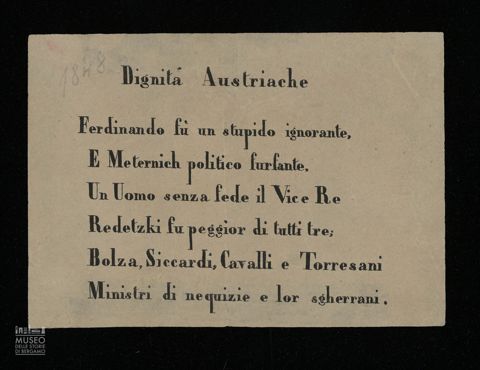 1848
Dignitá Austriache
Ferdinando fù un stupido ignorante,
E Meternich politico furfante.
Un Uomo senza fede il Vice Re
Redetzki fu peggior di tutti tre;
Bolza, Siccardi, Cavalli e Torresani
Ministri di nequizie e lor sgherrani.
MUSEO
DELLE STORIE
DI BERGAMO